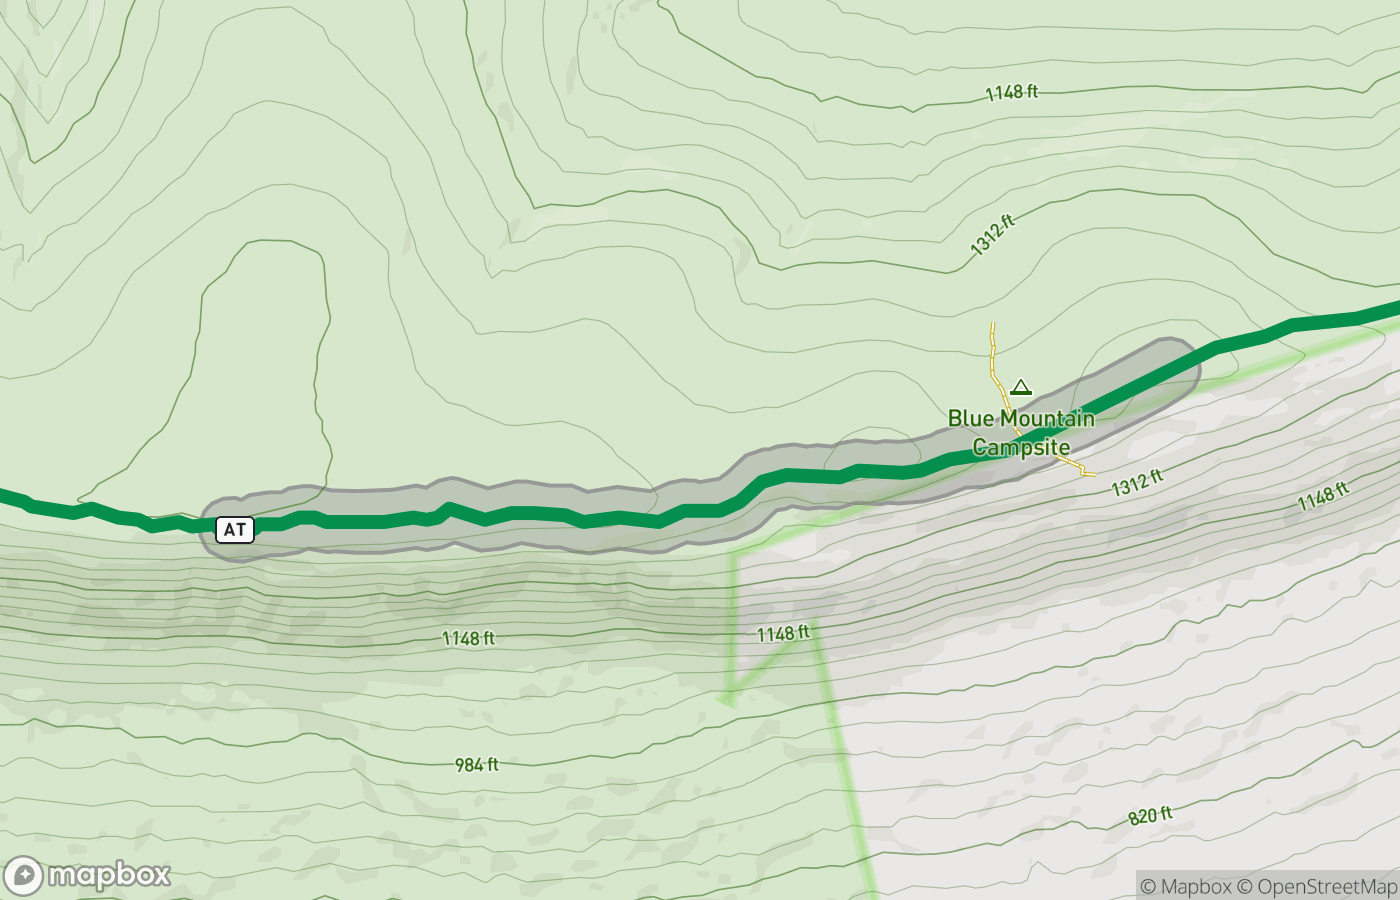 1148 ft
1312 ft
Blue Mountain
Campsite
1312 ft
1148 ft
AT
1148 ft
1148 ft
984 ft
820 ft
mapbox
© Mapbox © OpenStreetMap